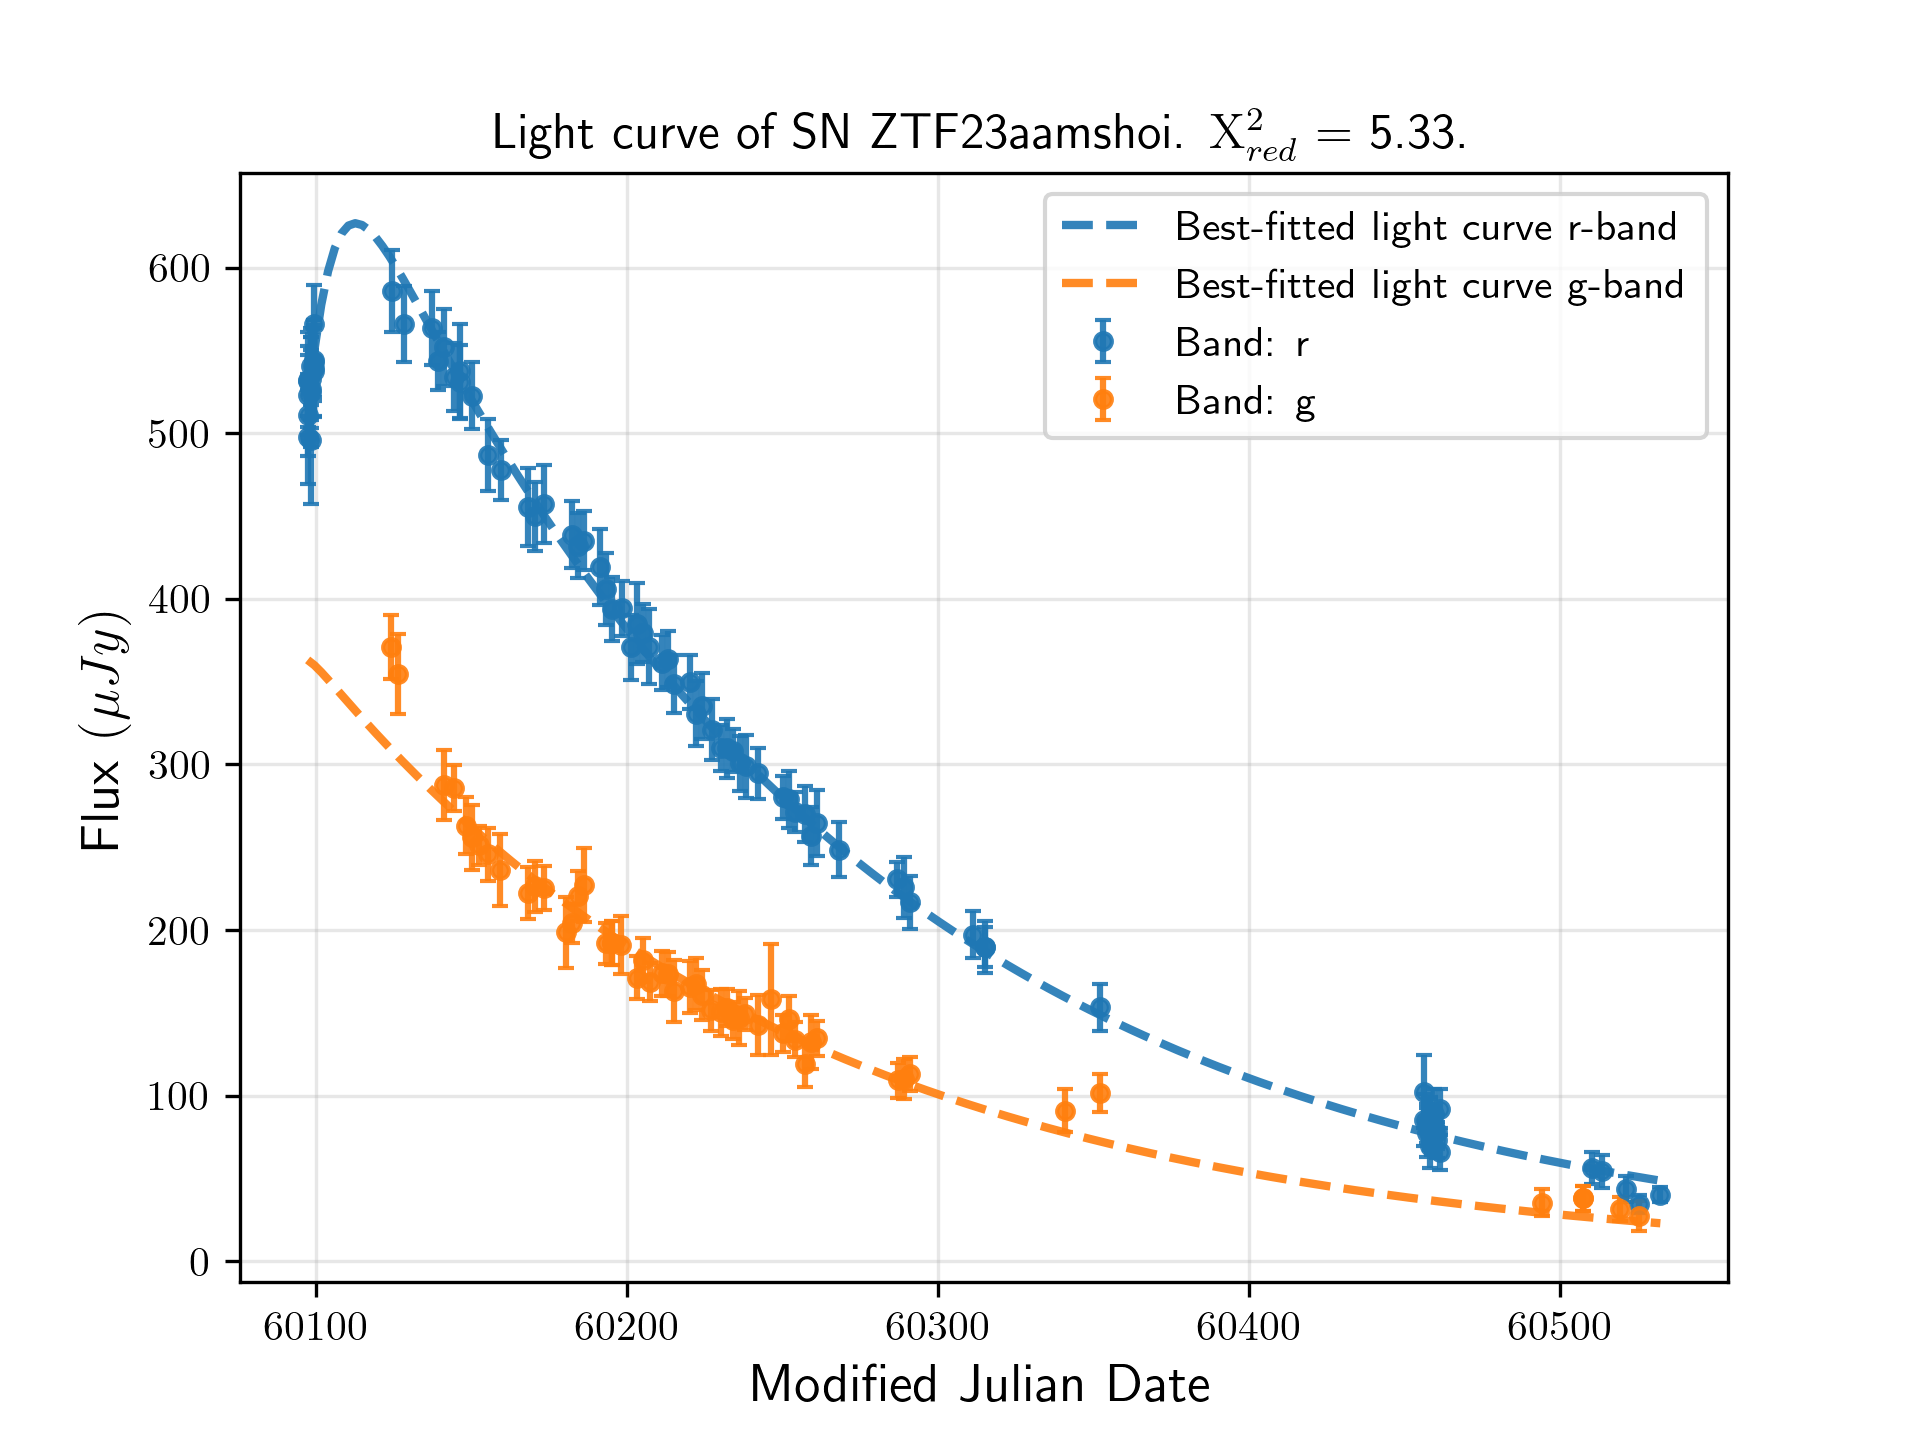 Light curve of SN ZTF23aamshoi. X²_red = 5.33.
Best-fitted light curve r-band
Best-fitted light curve g-band
Band: r
Band: g
600
500
400
300
200
100
0
Flux (μJy)
60100 60200 60300 60400 60500
Modified Julian Date